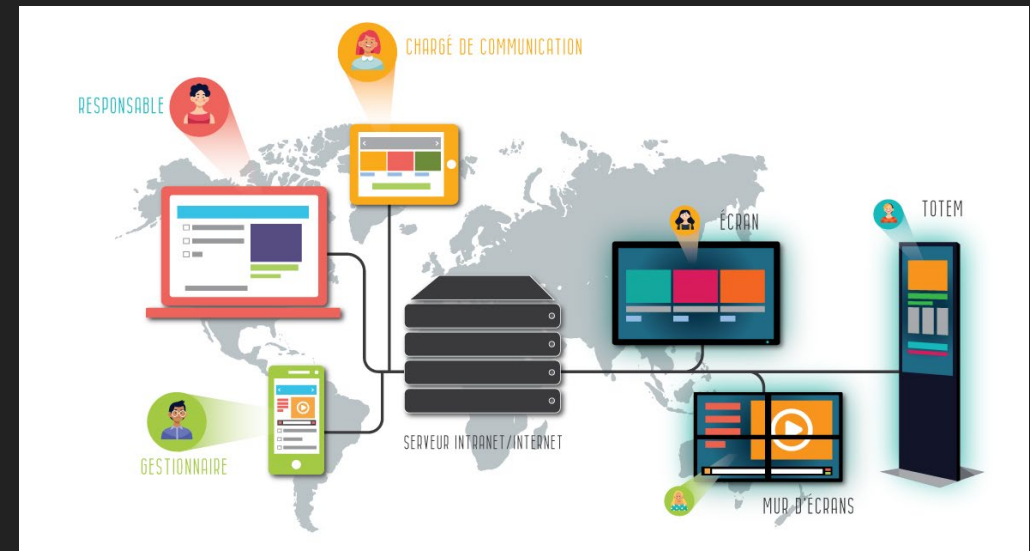 CHARGÉ DE COMMUNICATION
RESPONSABLE
ÉCRAN
TOTEM
SERVEUR INTRANET/INTERNET
GESTIONNAIRE
MUR D'ÉCRANS